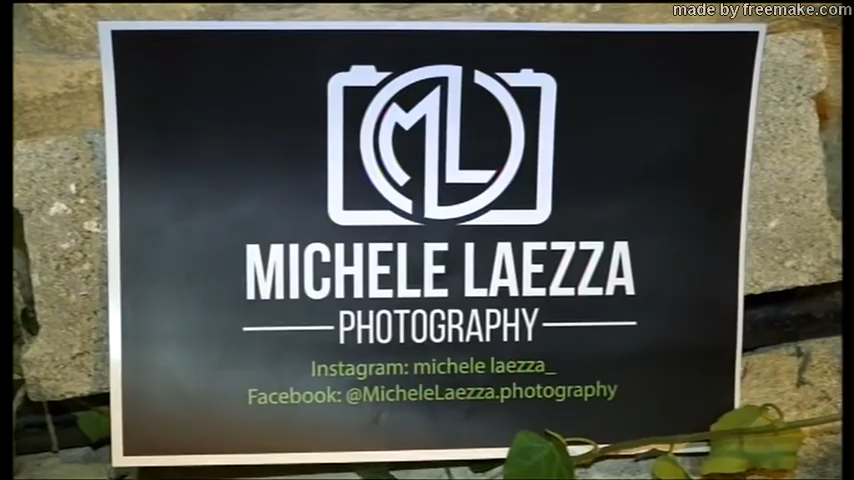 made by freemake.com
ML
MICHELE LAEZZA
PHOTOGRAPHY
Instagram: michele laezza_
Facebook: @MicheleLaezza.photography